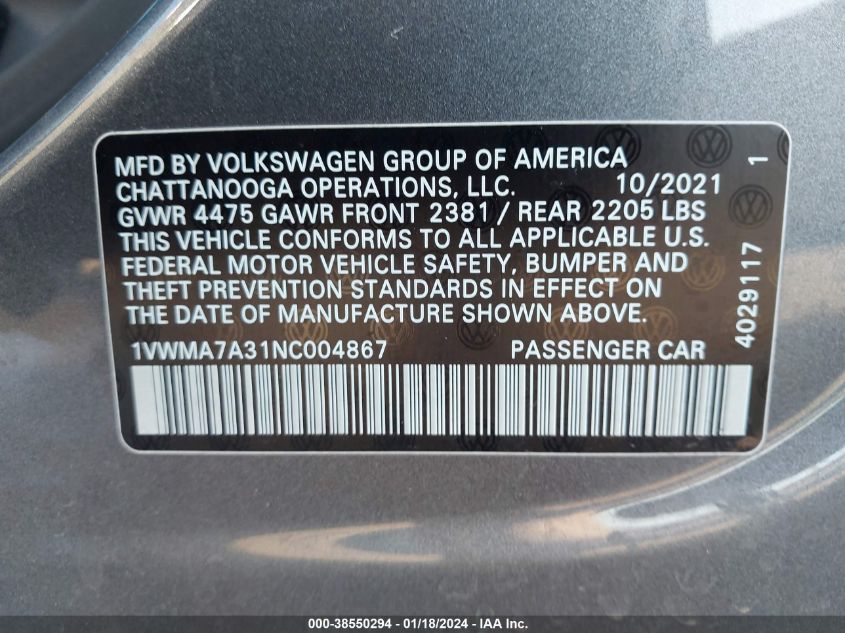 MFD BY VOLKSWAGEN GROUP OF AMERICA
CHATTANOOGA OPERATIONS, LLC. 10/2021
GVWR 4475 GAWR FRONT 2381/ REAR 2205 LBS
THIS VEHICLE CONFORMS TO ALL APPLICABLE U.S.
FEDERAL MOTOR VEHICLE SAFETY, BUMPER AND
THEFT PREVENTION STANDARDS IN EFFECT ON
THE DATE OF MANUFACTURE SHOWN ABOVE.
1VWMA7A31NC004867 PASSENGER CAR
4029117 1
000-38550294 - 01/18/2024 - IAA Inc.